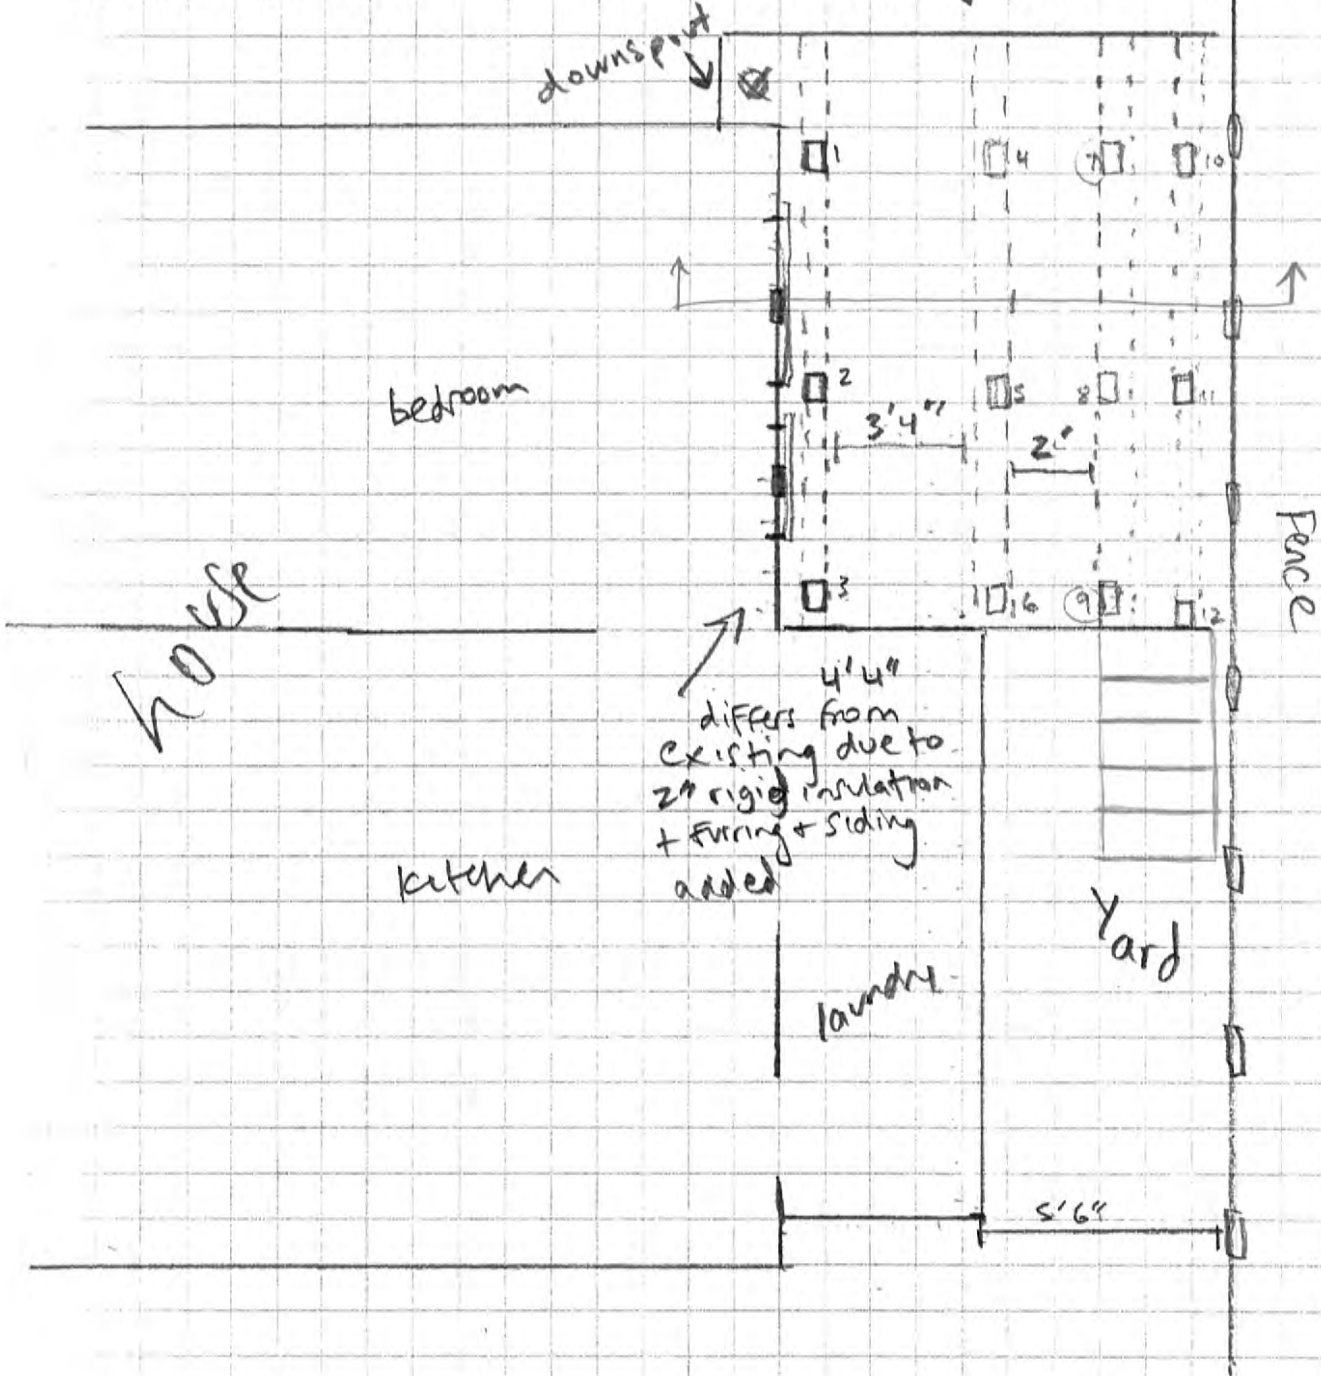 downspout
1 4 7 10
bedroom
2 5 8 11
3'4"
2'
Fence
house
3 6 9 12
4'4"
differs from
existing due to
2" rigid insulation
+ furring + siding
added
kitchen
Yard
laundry
5'6"